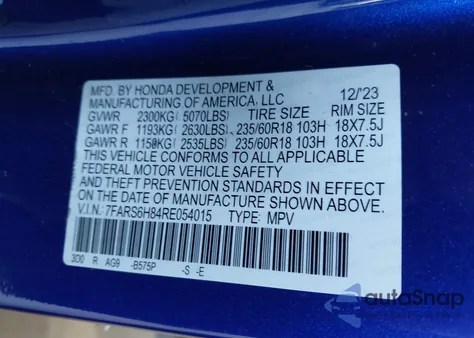 MFD. BY HONDA DEVELOPMENT &
MANUFACTURING OF AMERICA, LLC 12/'23
GVWR 2300KG(5070LBS) TIRE SIZE RIM SIZE
GAWR F 1193KG (2630LBS) 235/60R18 103H 18X7.5J
GAWR R 1150KG(2535LBS) 235/60R18 103H 18X7.5J
THIS VEHICLE CONFORMS TO ALL APPLICABLE
FEDERAL MOTOR VEHICLE SAFETY
AND THEFT PREVENTION STANDARDS IN EFFECT
ON THE DATE OF MANUFACTURE SHOWN ABOVE.
V.I.N.: 7FARS6H84RE054015 TYPE: MPV
3D0 R AG9 -B575P -S -E
autoSnap